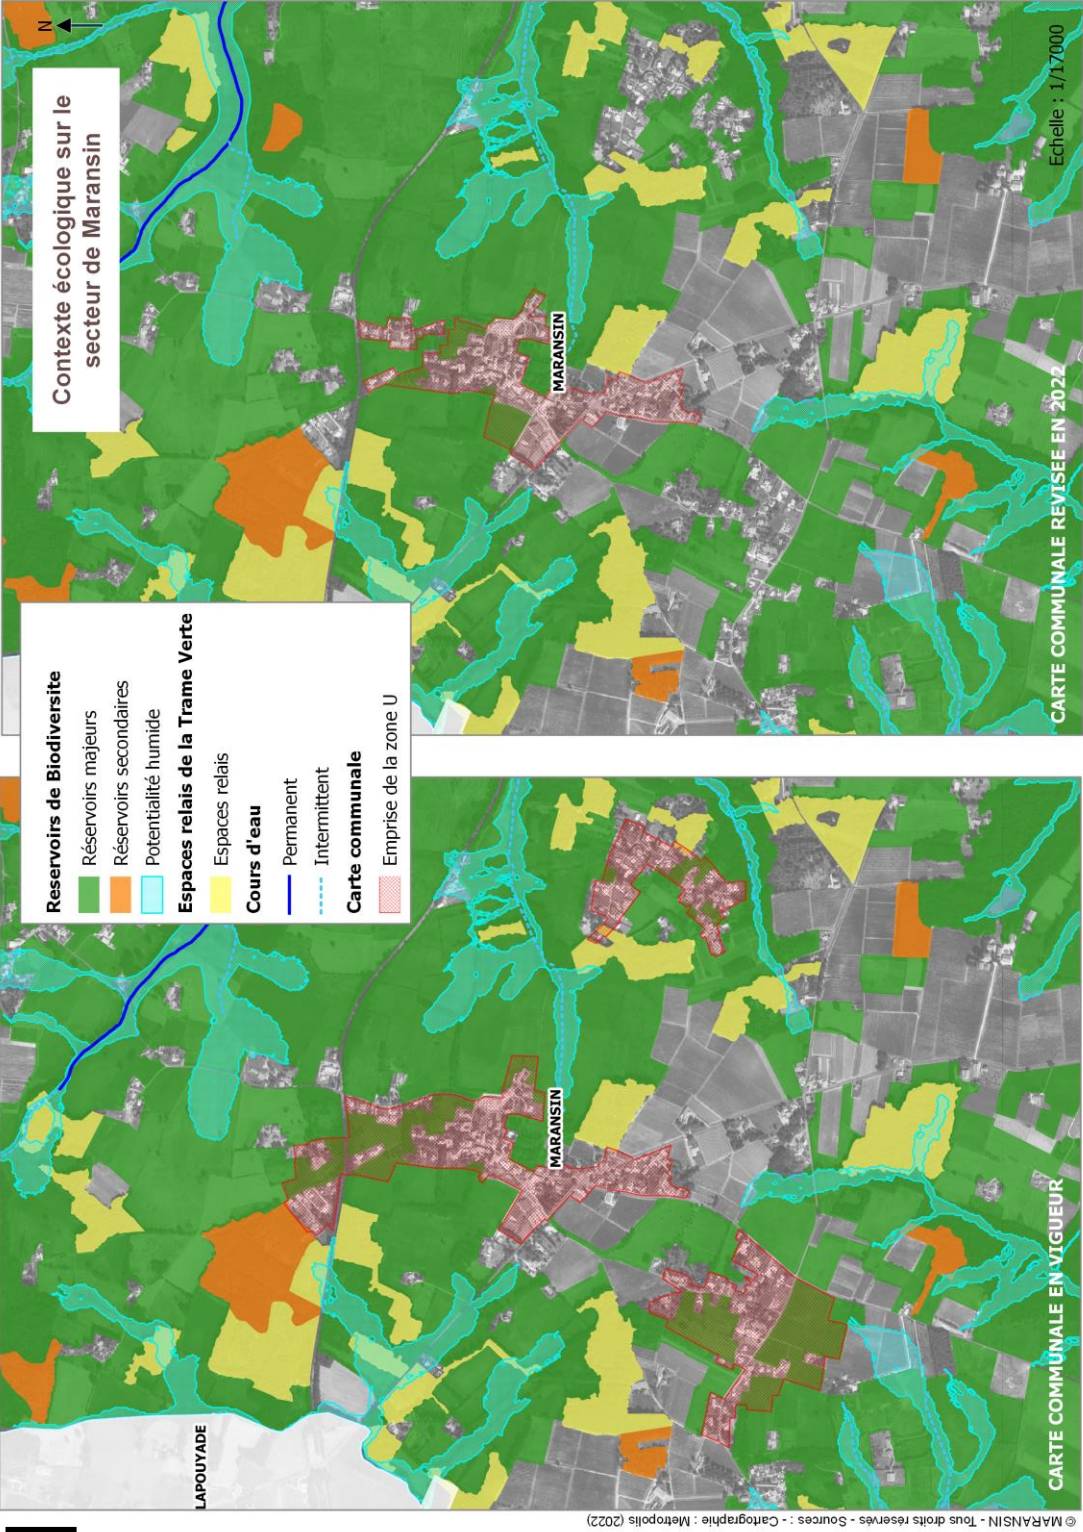 Contexte écologique sur le
secteur de Maransin
N
Reservoirs de Biodiversite
Réservoirs majeurs
Réservoirs secondaires
Potentialité humide
Espaces relais de la Trame Verte
Espaces relais
Cours d'eau
Permanent
Intermittent
Carte communale
Emprise de la zone U
LAPOUYADE
MARANSIN
CARTE COMMUNALE EN VIGUEUR
MARANSIN
CARTE COMMUNALE REVISEE EN 2022
Echelle : 1/17000
© MARANSIN - Tous droits réservés - Sources : - Cartographie : Metropolis (2022)